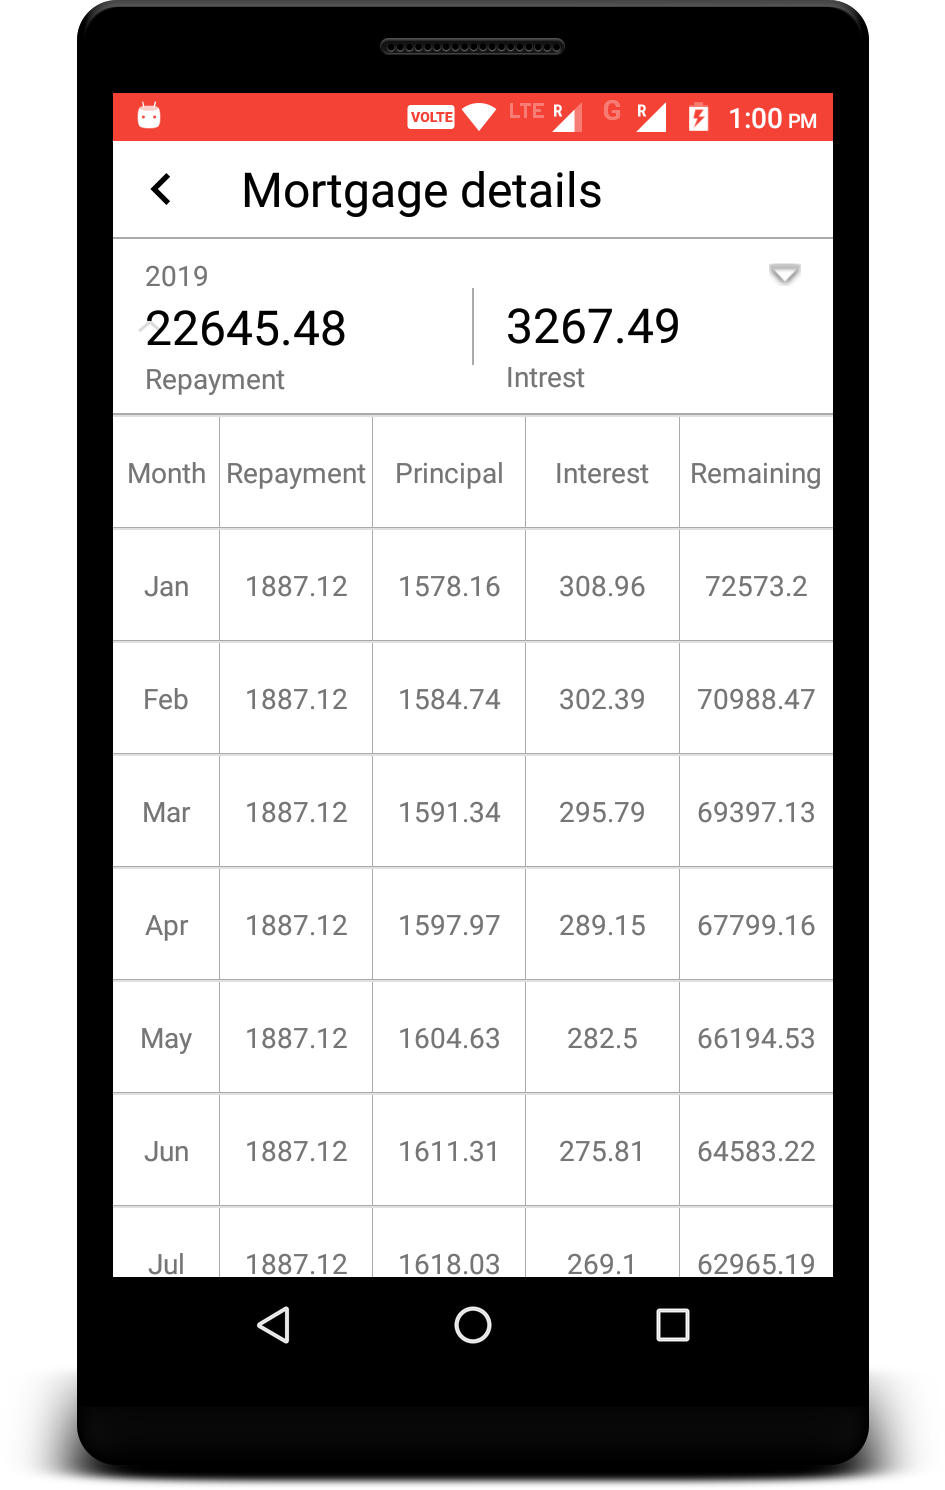 VOLTE LTE R G R 1:00 PM
Mortgage details
2019
22645.48 3267.49
Repayment Intrest
Month Repayment Principal Interest Remaining
Jan 1887.12 1578.16 308.96 72573.2
Feb 1887.12 1584.74 302.39 70988.47
Mar 1887.12 1591.34 295.79 69397.13
Apr 1887.12 1597.97 289.15 67799.16
May 1887.12 1604.63 282.5 66194.53
Jun 1887.12 1611.31 275.81 64583.22
Jul 1887.12 1618.03 269.1 62965.19